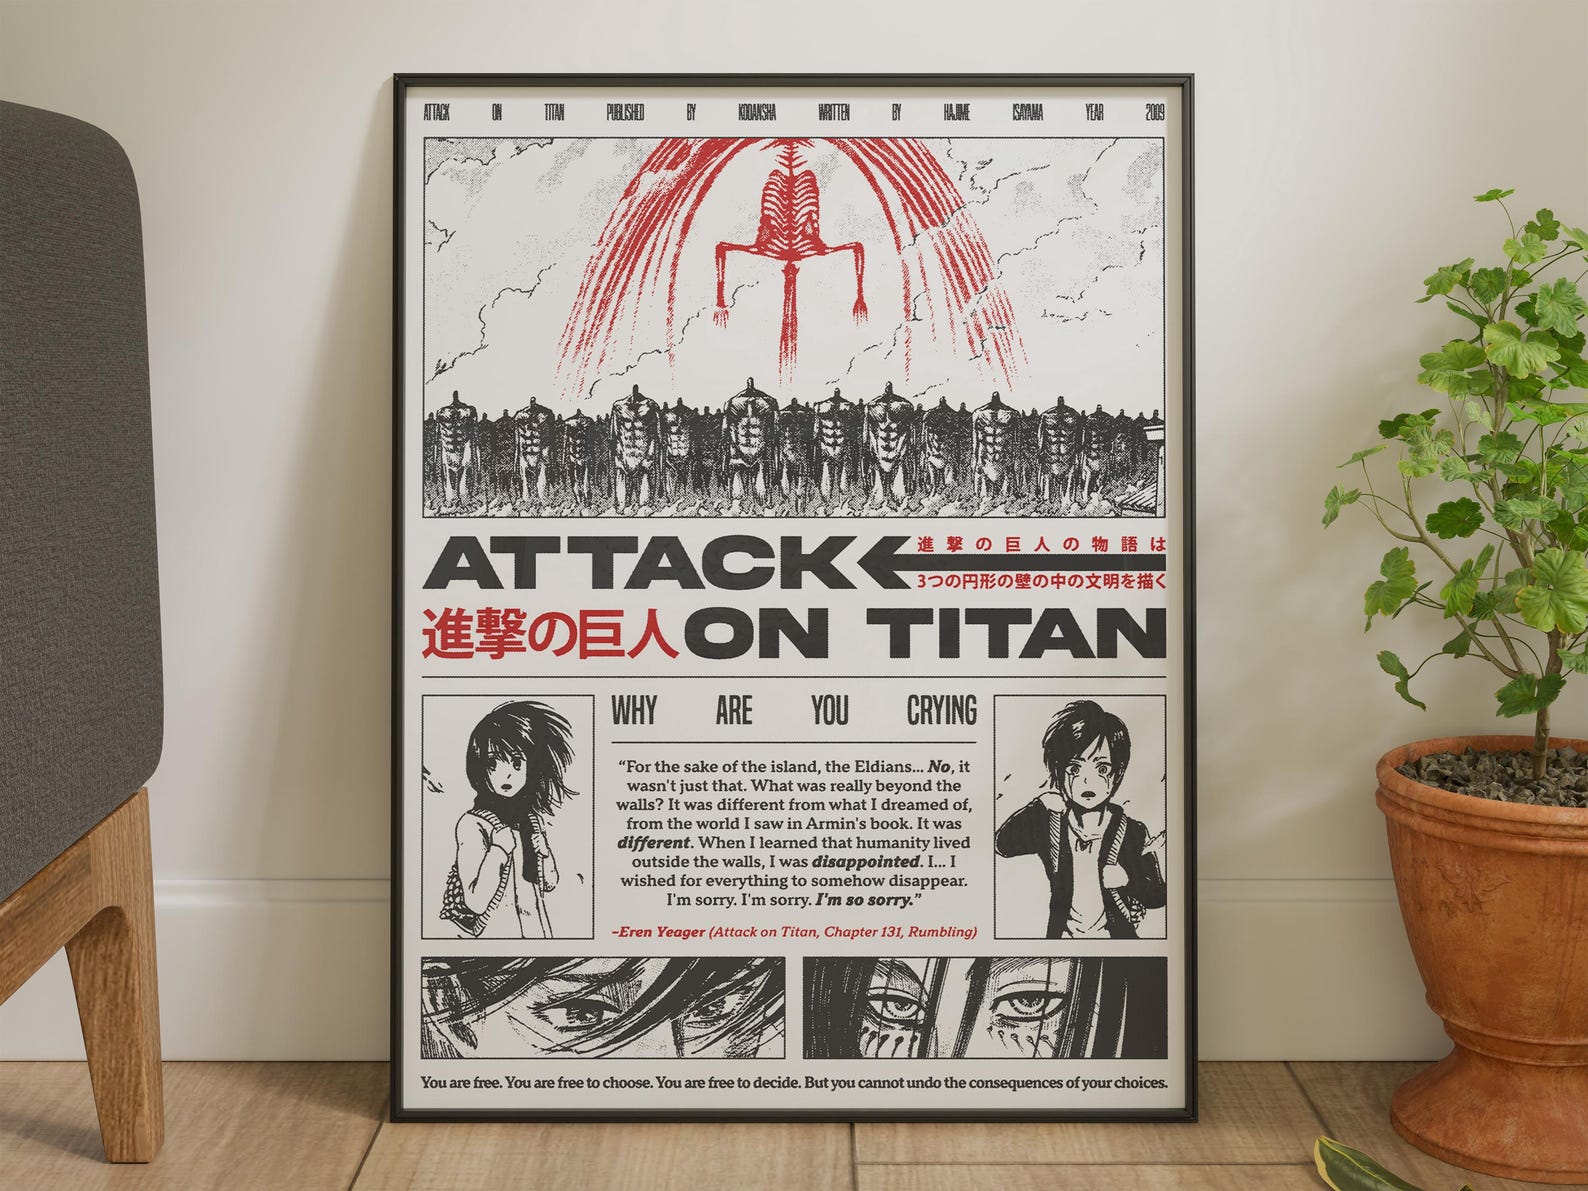 ATTACK ON TITAN PUBLISHED BY KODANSHA WRITTEN BY HAJIME ISAYAMA YEAR 2009
ATTACK
進撃の巨人の物語は
3つの円形の壁の中の文明を描く
進撃の巨人 ON TITAN
WHY ARE YOU CRYING
“For the sake of the island, the Eldians... No, it
wasn't just that. What was really beyond the
walls? It was different from what I dreamed of,
from the world I saw in Armin's book. It was
different. When I learned that humanity lived
outside the walls, I was disappointed. I... I
wished for everything to somehow disappear.
I'm sorry. I'm sorry. I'm so sorry.”
–Eren Yeager (Attack on Titan, Chapter 131, Rumbling)
You are free. You are free to choose. You are free to decide. But you cannot undo the consequences of your choices.